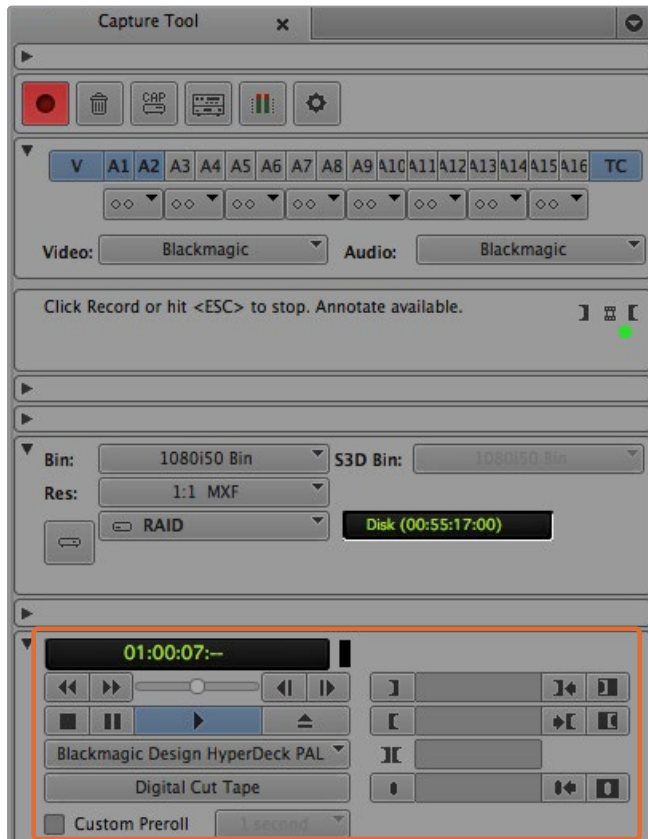 Capture Tool
CAP
V A1 A2 A3 A4 A5 A6 A7 A8 A9 A10 A11 A12 A13 A14 A15 A16 TC
Video: Blackmagic Audio: Blackmagic
Click Record or hit <ESC> to stop. Annotate available.
Bin: 1080i50 Bin S3D Bin: 1080i50 Bin
Res: 1:1 MXF
RAID Disk (00:55:17:00)
01:00:07:--
Blackmagic Design HyperDeck PAL
Digital Cut Tape
Custom Preroll 1 second